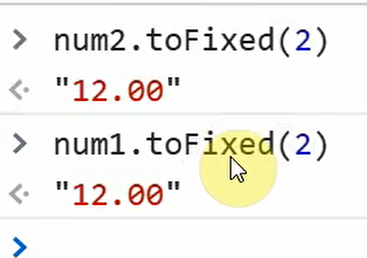 > num2.toFixed(2)
"12.00"
> num1.toFixed(2)
"12.00"
>